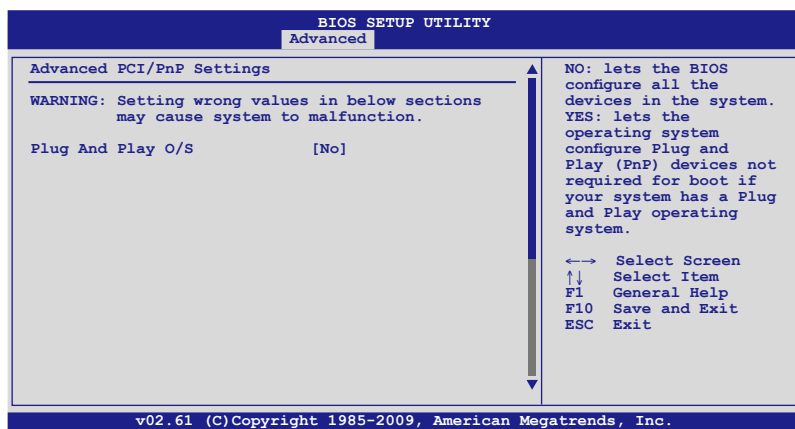 BIOS SETUP UTILITY
Advanced
Advanced PCI/PnP Settings
WARNING: Setting wrong values in below sections
may cause system to malfunction.
Plug And Play O/S [No]
NO: lets the BIOS
configure all the
devices in the system.
YES: lets the
operating system
configure Plug and
Play (PnP) devices not
required for boot if
your system has a Plug
and Play operating
system.
←→ Select Screen
↑↓ Select Item
F1 General Help
F10 Save and Exit
ESC Exit
v02.61 (C)Copyright 1985-2009, American Megatrends, Inc.